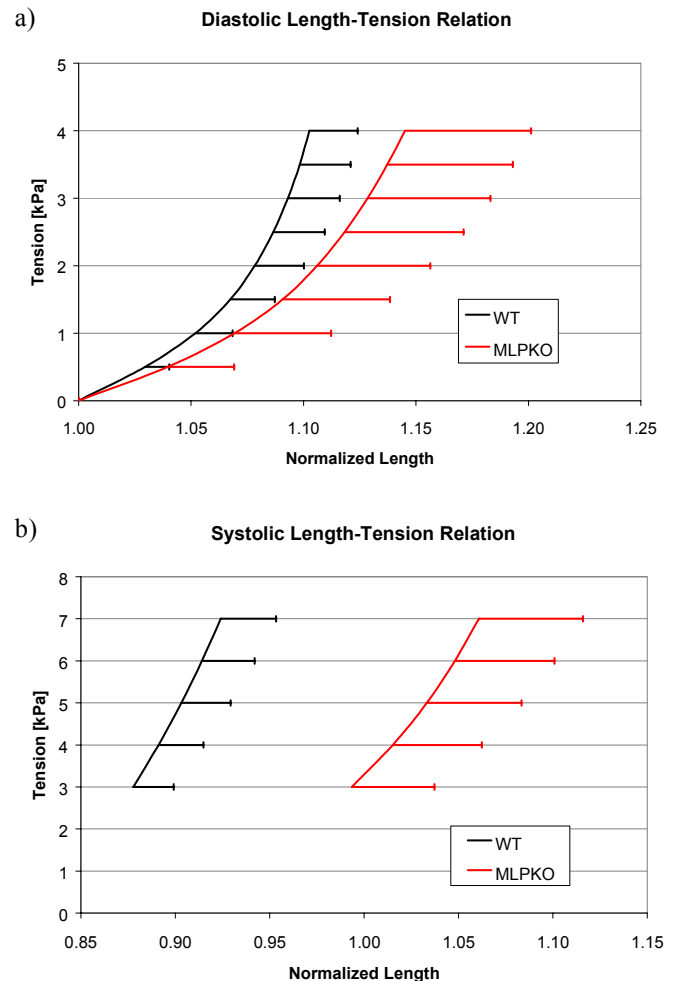 a)
Diastolic Length-Tension Relation
5
4
3
2
1
0
Tension [kPa]
WT
MLPKO
1.00 1.05 1.10 1.15 1.20 1.25
Normalized Length
b)
Systolic Length-Tension Relation
8
7
6
5
4
3
2
1
0
Tension [kPa]
WT
MLPKO
0.85 0.90 0.95 1.00 1.05 1.10 1.15
Normalized Length